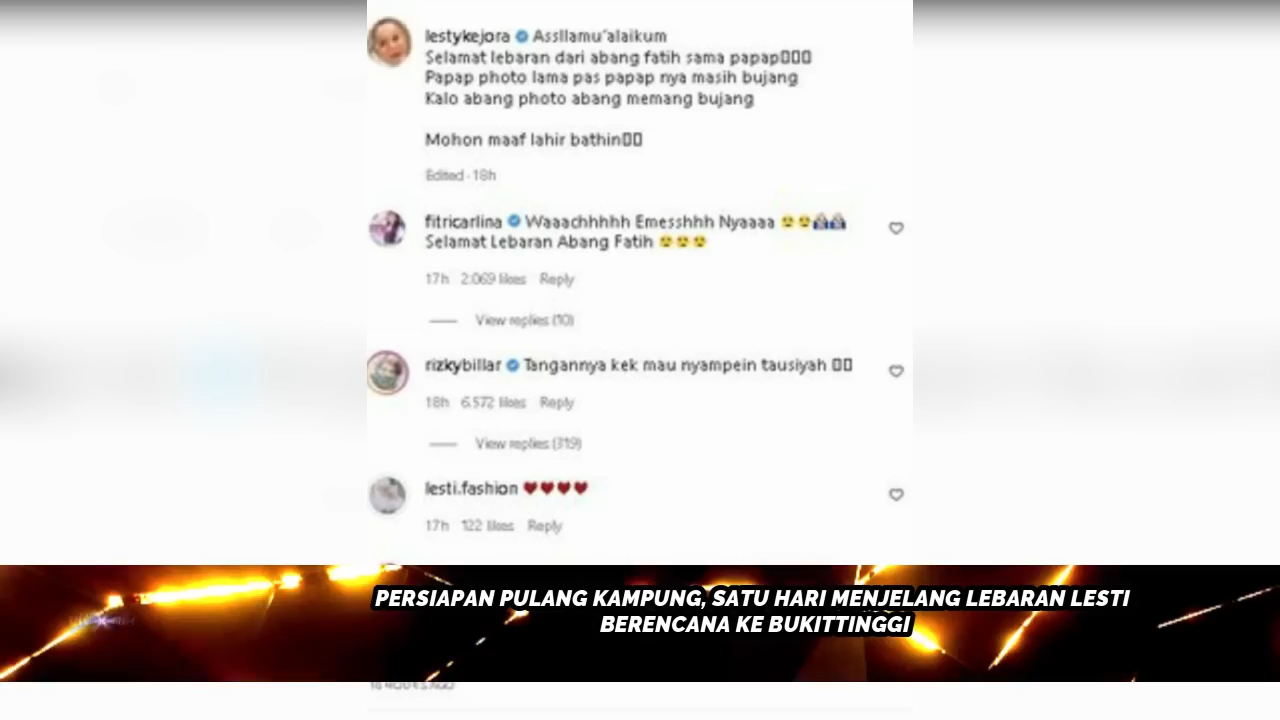 lestykejora Assllamu'alaikum
Selamat lebaran dari abang fatih sama papap
Papap photo lama pas papap nya masih bujang
Kalo abang photo abang memang bujang
Mohon maaf lahir bathin
Edited · 18h
fitricarlina Waaachhhhh Emesshhh Nyaaaa
Selamat Lebaran Abang Fatih
17h 2.069 likes Reply
View replies (10)
rizkybillar Tangannya kek mau nyampein tausiyah
18h 6.572 likes Reply
View replies (319)
lesti.fashion ♥♥♥♥
17h 122 likes Reply
PERSIAPAN PULANG KAMPUNG, SATU HARI MENJELANG LEBARAN LESTI
BERENCANA KE BUKITTINGGI